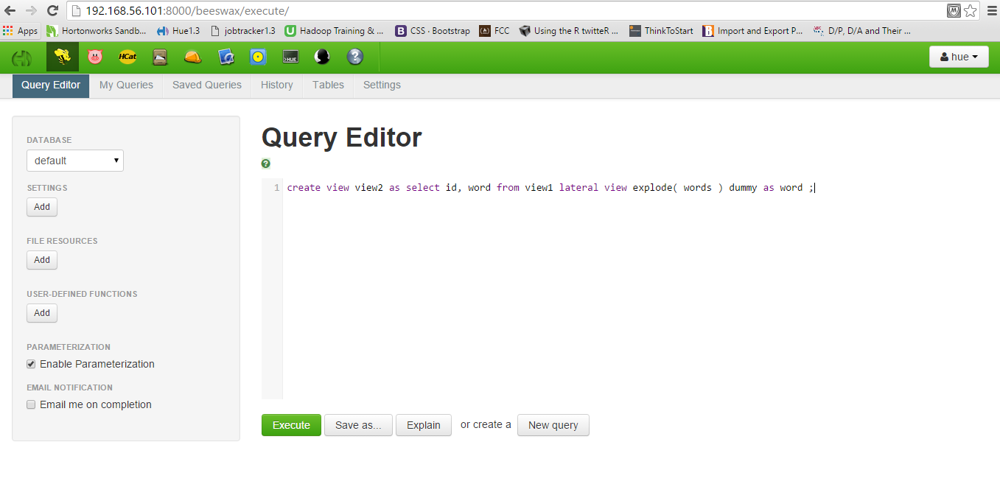 192.168.56.101:8000/beeswax/execute/
Apps Hortonworks Sandb... Hue1.3 jobtracker1.3 U Hadoop Training & ... B CSS · Bootstrap FCC Using the R twitteR ... ThinkToStart Import and Export P... D/P, D/A and Their ...
HCat >HUE ? hue
Query Editor My Queries Saved Queries History Tables Settings
DATABASE
default
SETTINGS
Add
FILE RESOURCES
Add
USER-DEFINED FUNCTIONS
Add
PARAMETERIZATION
Enable Parameterization
EMAIL NOTIFICATION
Email me on completion
Query Editor
?
1 create view view2 as select id, word from view1 lateral view explode( words ) dummy as word ;
Execute Save as... Explain or create a New query